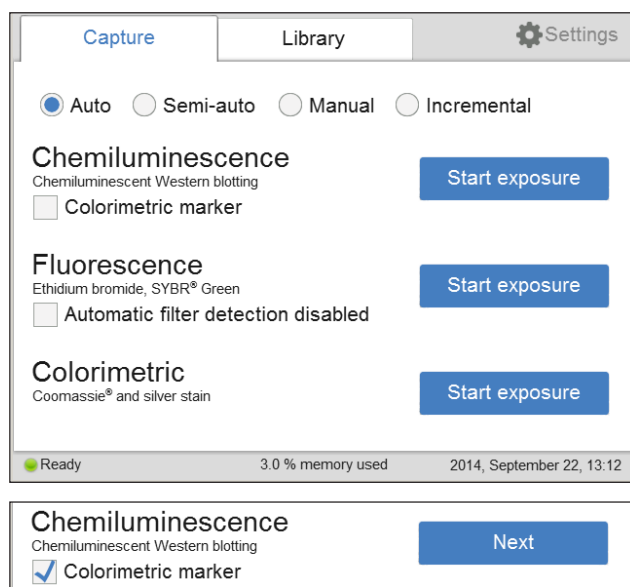 Capture Library Settings
Auto Semi-auto Manual Incremental
Chemiluminescence
Chemiluminescent Western blotting
Start exposure
Colorimetric marker
Fluorescence
Ethidium bromide, SYBR® Green
Start exposure
Automatic filter detection disabled
Colorimetric
Coomassie® and silver stain
Start exposure
Ready 3.0 % memory used 2014, September 22, 13:12
Chemiluminescence
Chemiluminescent Western blotting
Next
Colorimetric marker